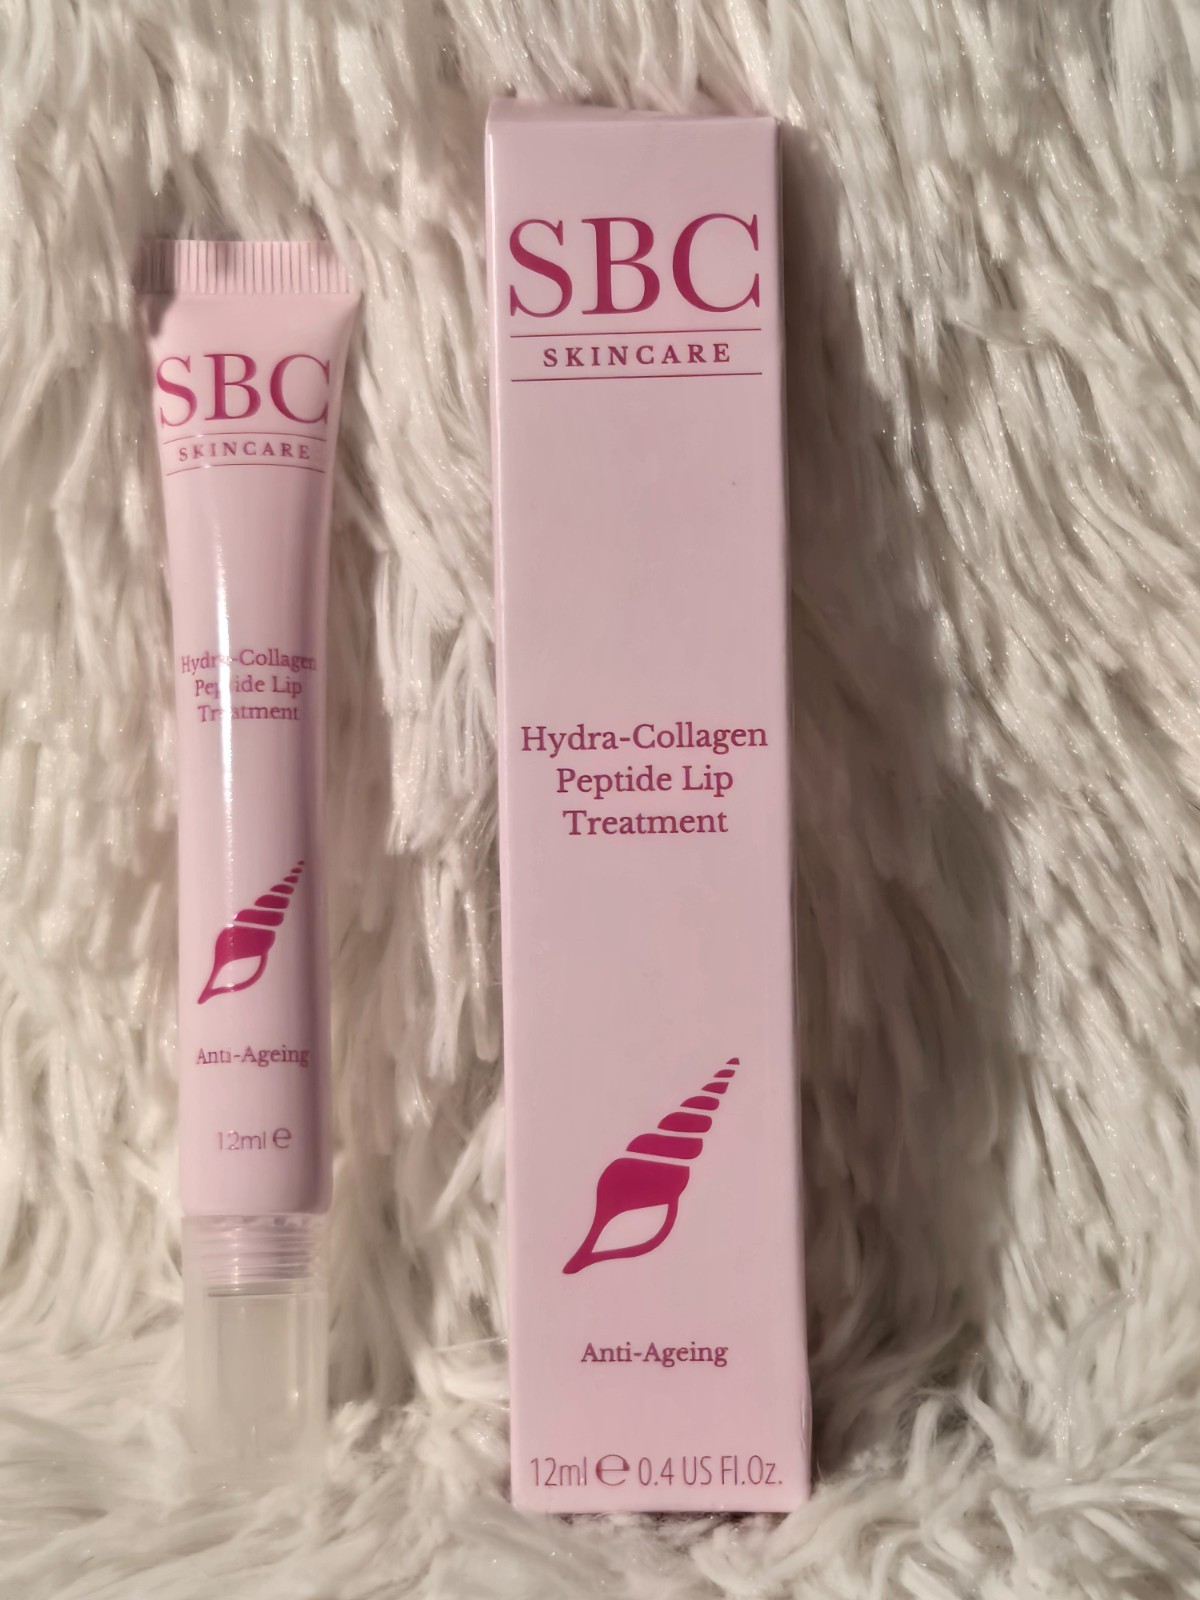 SBC
SKINCARE
Hydra-Collagen
Peptide Lip
Treatment
Anti-Ageing
12ml ℮
SBC
SKINCARE
Hydra-Collagen
Peptide Lip
Treatment
Anti-Ageing
12ml ℮ 0.4 US Fl.Oz.